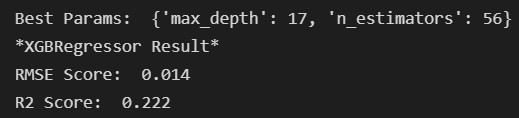 Best Params:  {'max_depth': 17, 'n_estimators': 56}
*XGBRegressor Result*
RMSE Score:  0.014
R2 Score:  0.222